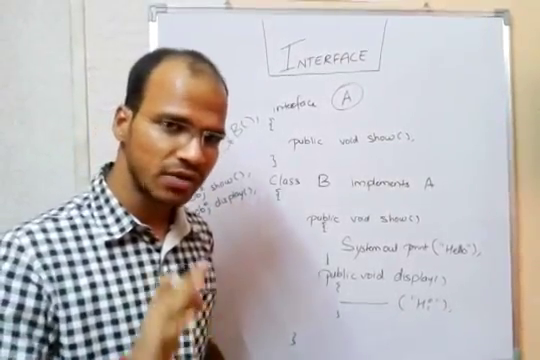 INTERFACE
interface A
{
public void show();
}
class B implements A
{
public void show()
{
System.out.print("Hello");
}
public void display()
{
("Hi");
}
}
B();
show();
display();